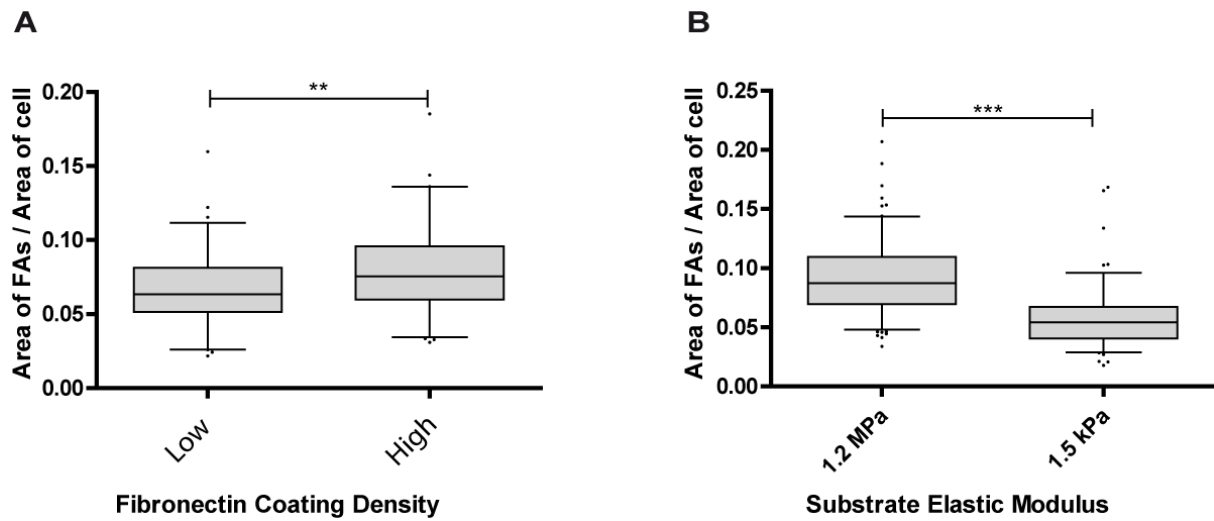 A
Area of FAs / Area of cell
0.20
0.15
0.10
0.05
0.00
**
Low
High
Fibronectin Coating Density
B
Area of FAs / Area of cell
0.25
0.20
0.15
0.10
0.05
0.00
***
1.2 MPa
1.5 kPa
Substrate Elastic Modulus